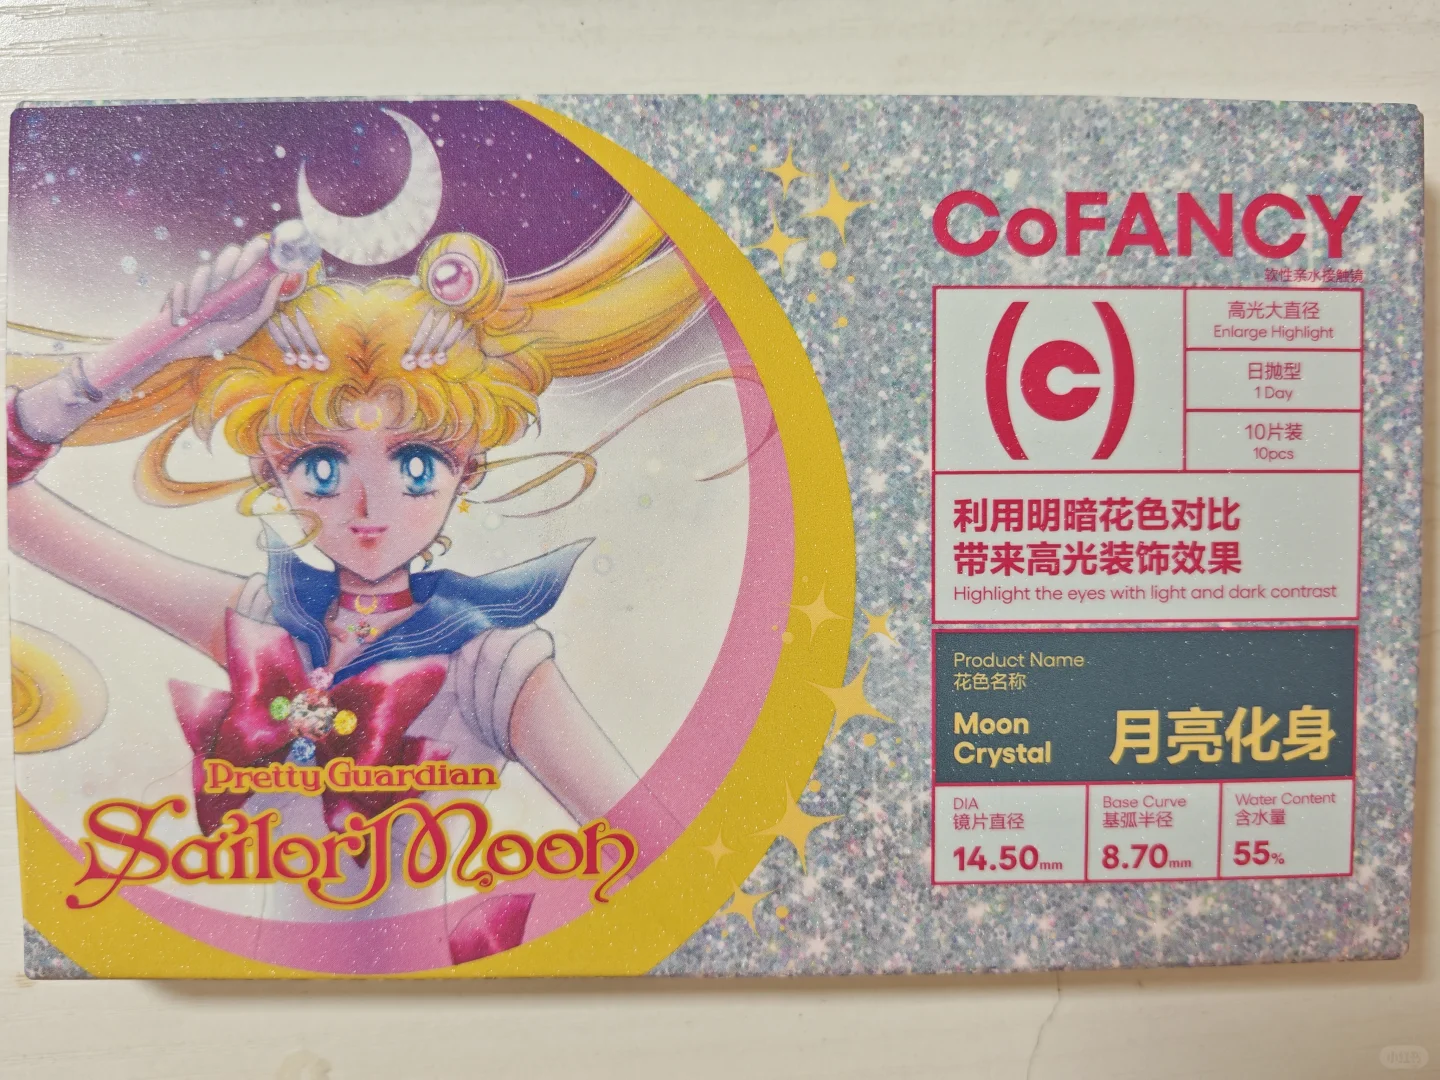 CoFANCY
软性亲水接触镜
(c)
高光大直径
Enlarge Highlight
日抛型
1 Day
10片装
10pcs
利用明暗花色对比
带来高光装饰效果
Highlight the eyes with light and dark contrast
Product Name
花色名称
Moon
Crystal
月亮化身
DIA
镜片直径
14.50mm
Base Curve
基弧半径
8.70mm
Water Content
含水量
55%
Pretty Guardian
Sailor Moon
小红书